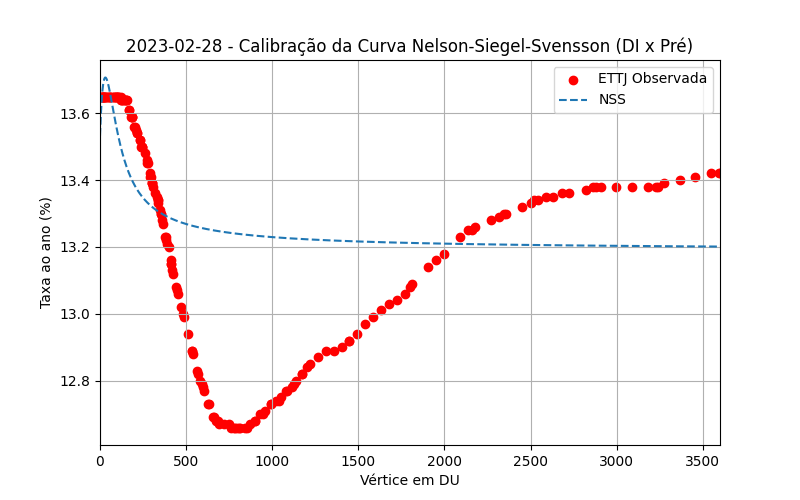 2023-02-28 - Calibração da Curva Nelson-Siegel-Svensson (DI x Pré)
ETTJ Observada
NSS
Taxa ao ano (%)
13.6
13.4
13.2
13.0
12.8
0 500 1000 1500 2000 2500 3000 3500
Vértice em DU